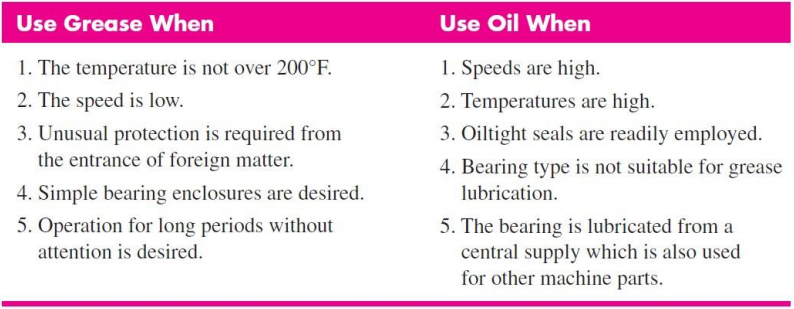 Use Grease When
1. The temperature is not over 200°F.
2. The speed is low.
3. Unusual protection is required from
the entrance of foreign matter.
4. Simple bearing enclosures are desired.
5. Operation for long periods without
attention is desired.
Use Oil When
1. Speeds are high.
2. Temperatures are high.
3. Oiltight seals are readily employed.
4. Bearing type is not suitable for grease
lubrication.
5. The bearing is lubricated from a
central supply which is also used
for other machine parts.